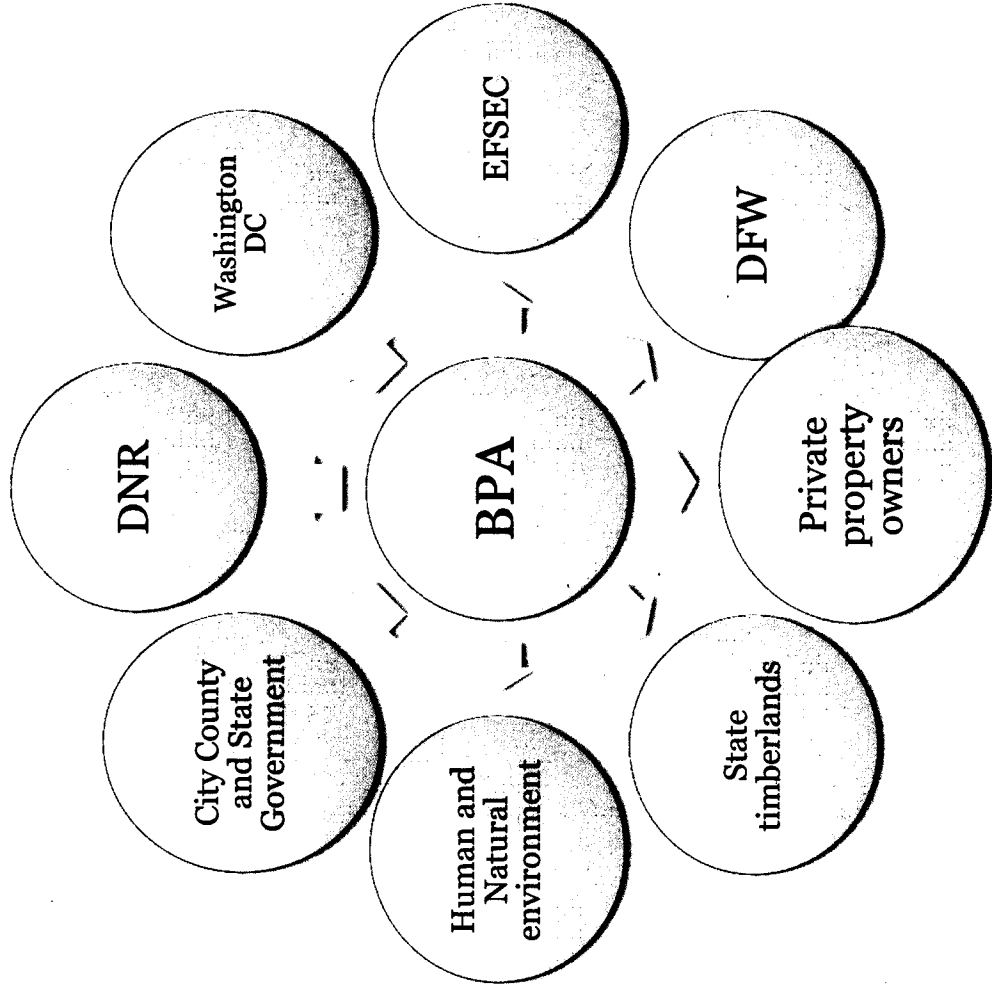 DNR
Washington
DC
EFSEC
DFW
Private
property
owners
State
timberlands
Human and
Natural
environment
City County
and State
Government
BPA